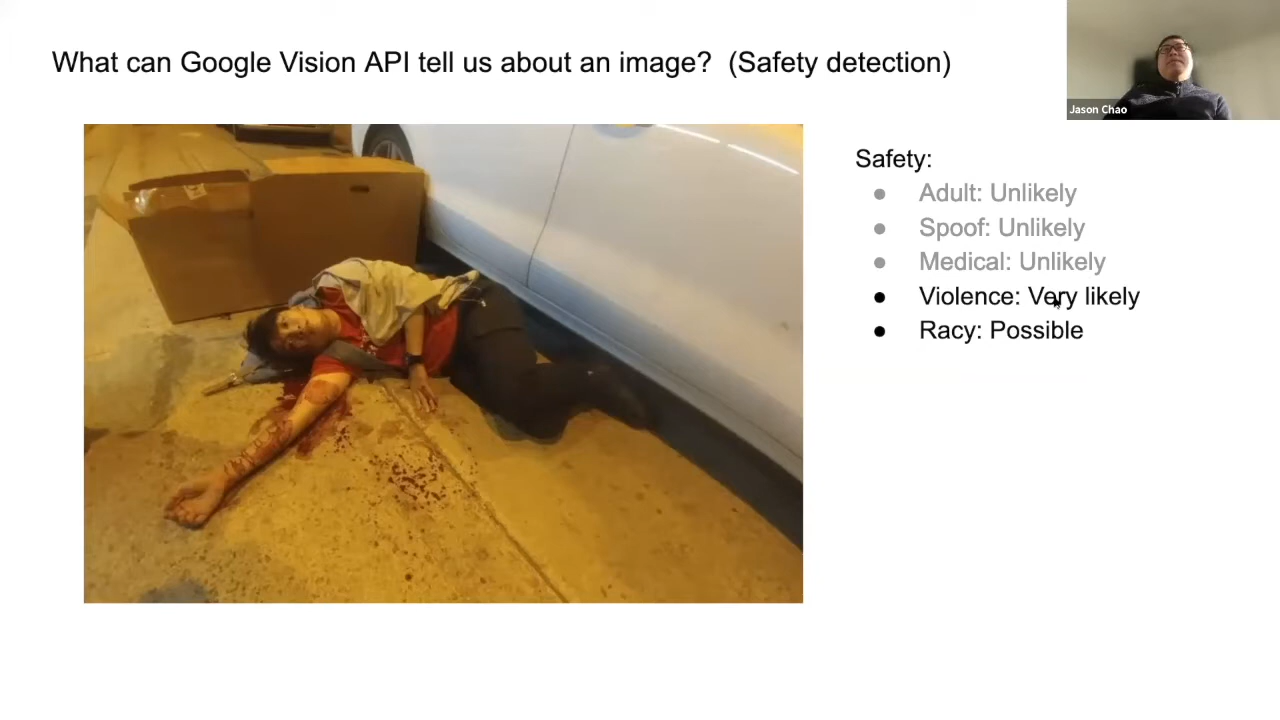 What can Google Vision API tell us about an image?  (Safety detection)
Jason Chao
Safety:
● Adult: Unlikely
● Spoof: Unlikely
● Medical: Unlikely
● Violence: Very likely
● Racy: Possible